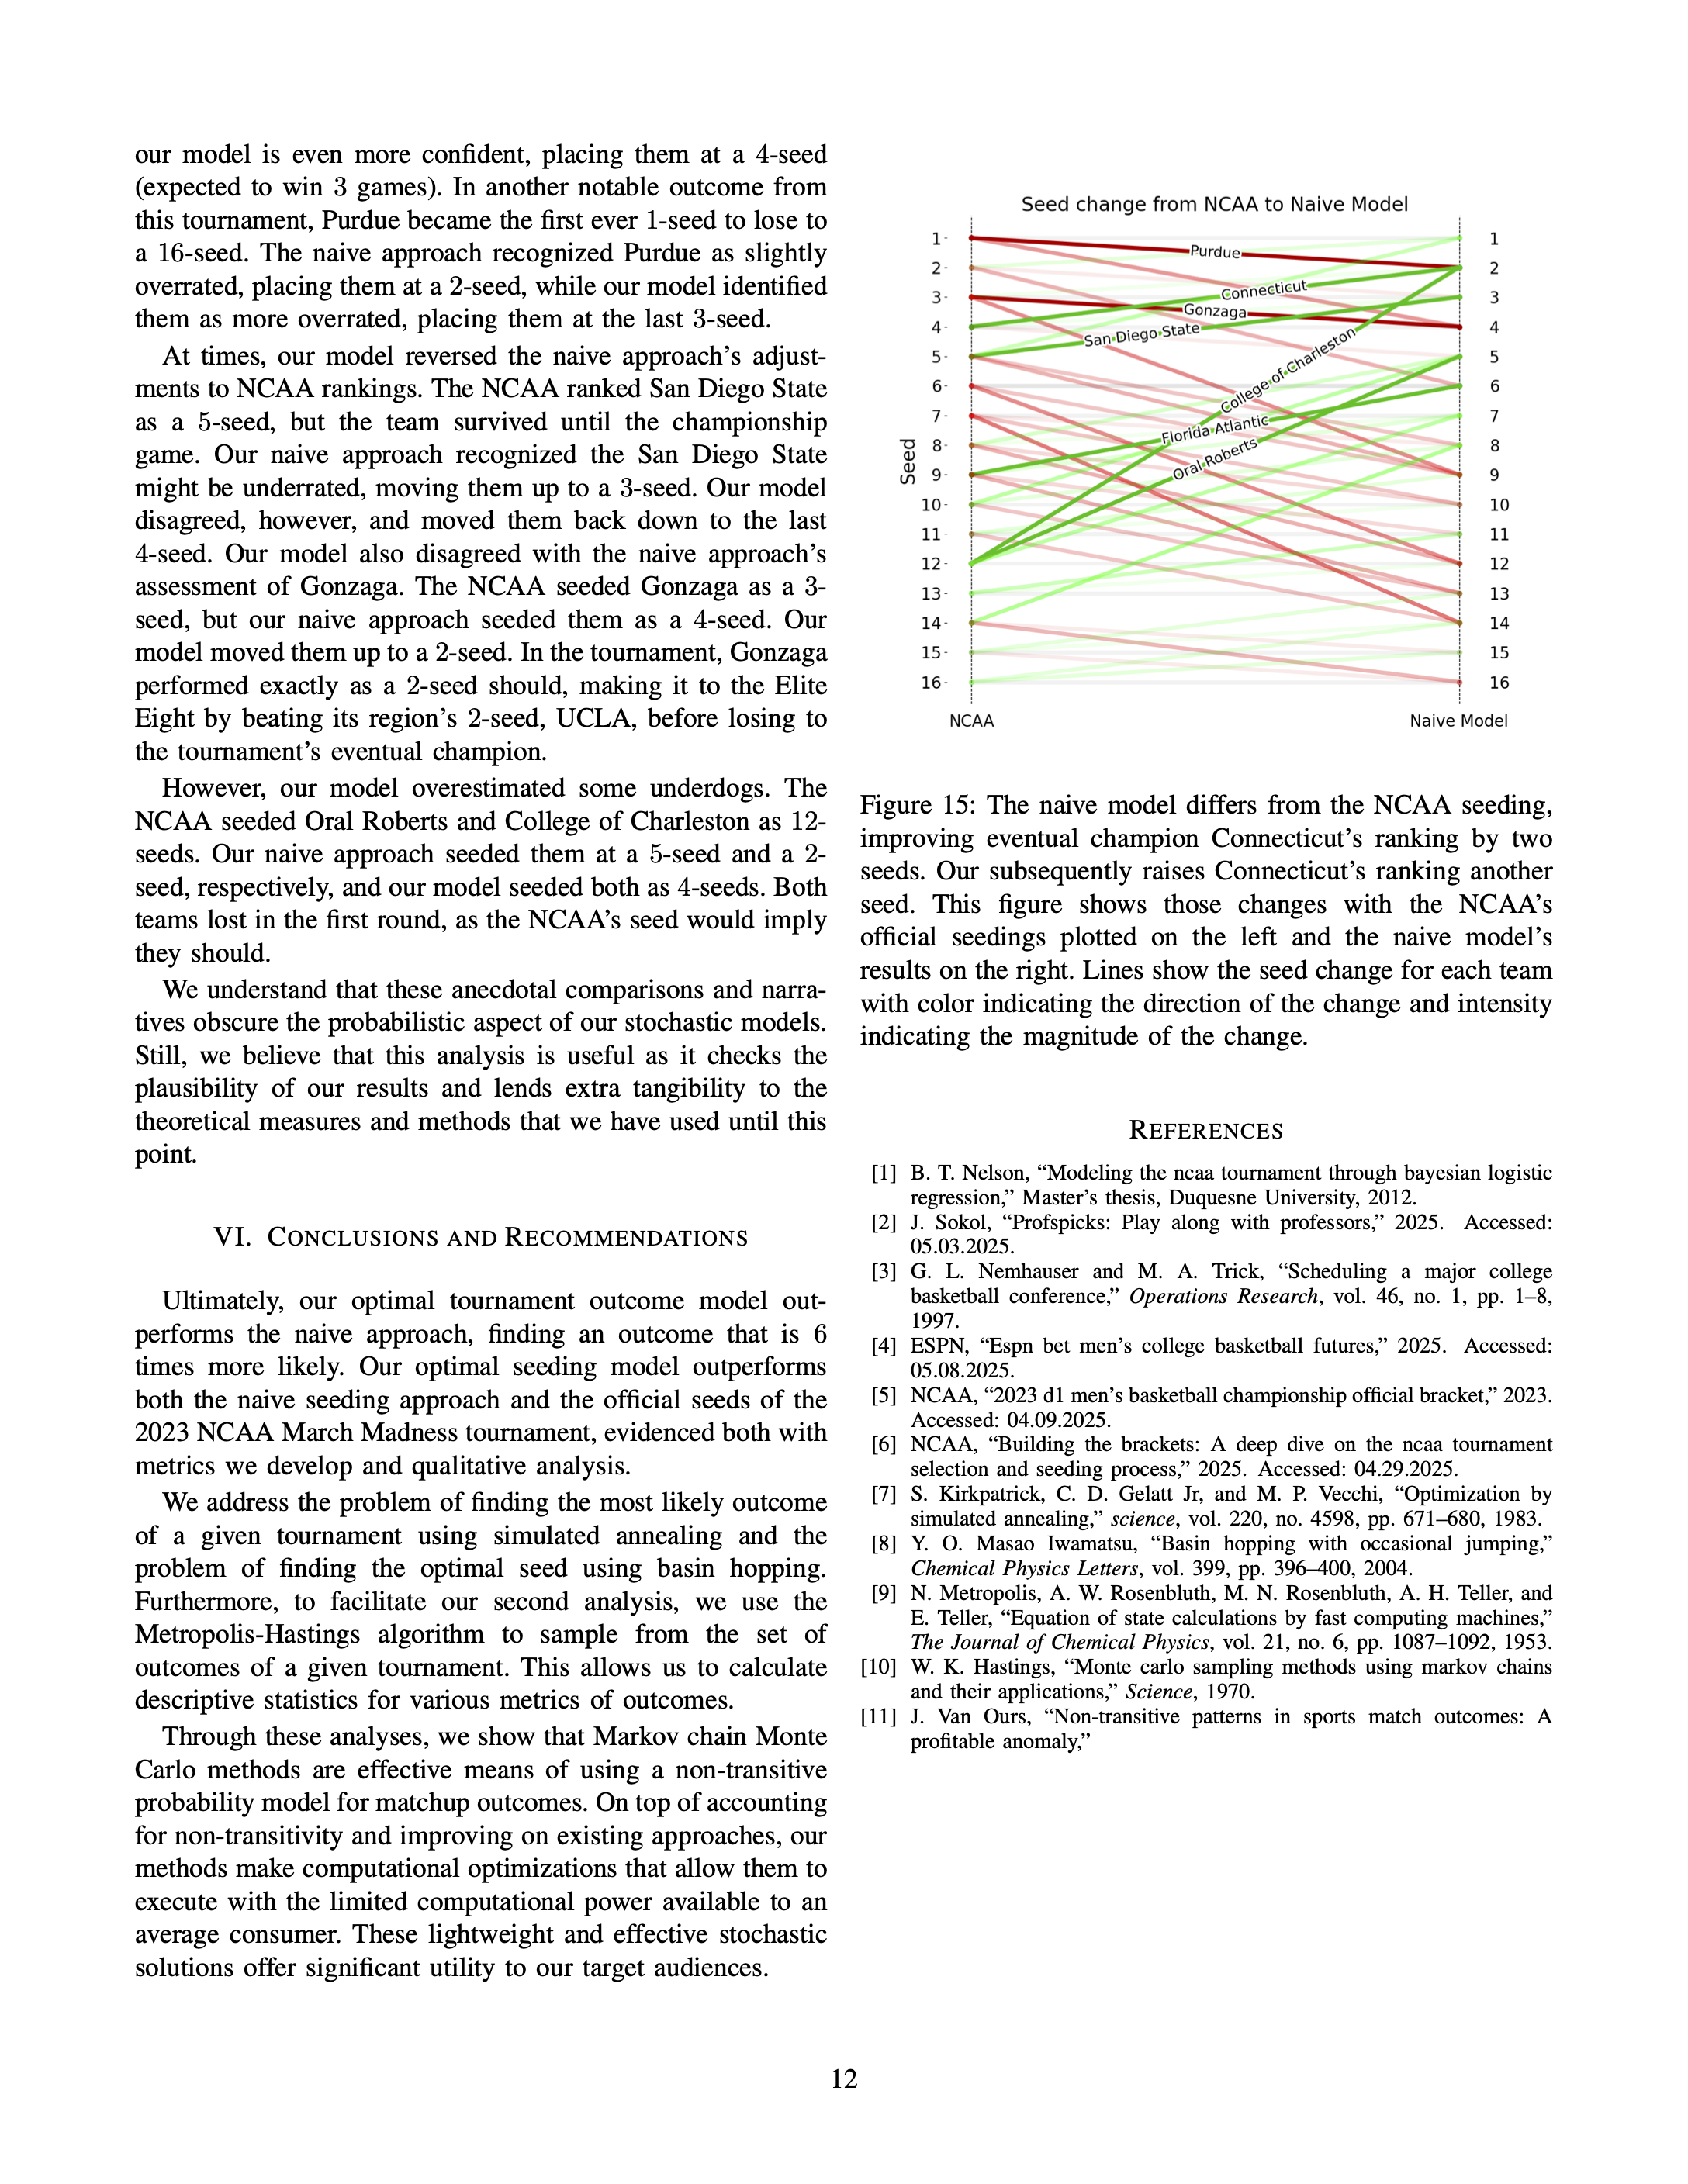 our model is even more confident, placing them at a 4-seed
(expected to win 3 games). In another notable outcome from
this tournament, Purdue became the first ever 1-seed to lose to
a 16-seed. The naive approach recognized Purdue as slightly
overrated, placing them at a 2-seed, while our model identified
them as more overrated, placing them at the last 3-seed.
At times, our model reversed the naive approach's adjust-
ments to NCAA rankings. The NCAA ranked San Diego State
as a 5-seed, but the team survived until the championship
game. Our naive approach recognized the San Diego State
might be underrated, moving them up to a 3-seed. Our model
disagreed, however, and moved them back down to the last
4-seed. Our model also disagreed with the naive approach's
assessment of Gonzaga. The NCAA seeded Gonzaga as a 3-
seed, but our naive approach seeded them as a 4-seed. Our
model moved them up to a 2-seed. In the tournament, Gonzaga
performed exactly as a 2-seed should, making it to the Elite
Eight by beating its region's 2-seed, UCLA, before losing to
the tournament's eventual champion.
However, our model overestimated some underdogs. The
NCAA seeded Oral Roberts and College of Charleston as 12-
seeds. Our naive approach seeded them at a 5-seed and a 2-
seed, respectively, and our model seeded both as 4-seeds. Both
teams lost in the first round, as the NCAA's seed would imply
they should.
We understand that these anecdotal comparisons and narra-
tives obscure the probabilistic aspect of our stochastic models.
Still, we believe that this analysis is useful as it checks the
plausibility of our results and lends extra tangibility to the
theoretical measures and methods that we have used until this
point.
VI. CONCLUSIONS AND RECOMMENDATIONS
Ultimately, our optimal tournament outcome model out-
performs the naive approach, finding an outcome that is 6
times more likely. Our optimal seeding model outperforms
both the naive seeding approach and the official seeds of the
2023 NCAA March Madness tournament, evidenced both with
metrics we develop and qualitative analysis.
We address the problem of finding the most likely outcome
of a given tournament using simulated annealing and the
problem of finding the optimal seed using basin hopping.
Furthermore, to facilitate our second analysis, we use the
Metropolis-Hastings algorithm to sample from the set of
outcomes of a given tournament. This allows us to calculate
descriptive statistics for various metrics of outcomes.
Through these analyses, we show that Markov chain Monte
Carlo methods are effective means of using a non-transitive
probability model for matchup outcomes. On top of accounting
for non-transitivity and improving on existing approaches, our
methods make computational optimizations that allow them to
execute with the limited computational power available to an
average consumer. These lightweight and effective stochastic
solutions offer significant utility to our target audiences.
Seed change from NCAA to Naive Model
1 1
2 2
3 3
4 4
5 5
6 6
7 7
8 8
9 9
10 10
11 11
12 12
13 13
14 14
15 15
16 16
Seed
Purdue
Connecticut
Gonzaga
San Diego State
College of Charleston
Florida Atlantic
Oral Roberts
NCAA Naive Model
Figure 15: The naive model differs from the NCAA seeding,
improving eventual champion Connecticut's ranking by two
seeds. Our subsequently raises Connecticut's ranking another
seed. This figure shows those changes with the NCAA's
official seedings plotted on the left and the naive model's
results on the right. Lines show the seed change for each team
with color indicating the direction of the change and intensity
indicating the magnitude of the change.
REFERENCES
[1] B. T. Nelson, “Modeling the ncaa tournament through bayesian logistic
regression,” Master's thesis, Duquesne University, 2012.
[2] J. Sokol, “Profspicks: Play along with professors,” 2025. Accessed:
05.03.2025.
[3] G. L. Nemhauser and M. A. Trick, “Scheduling a major college
basketball conference,” Operations Research, vol. 46, no. 1, pp. 1–8,
1997.
[4] ESPN, “Espn bet men's college basketball futures,” 2025. Accessed:
05.08.2025.
[5] NCAA, “2023 d1 men's basketball championship official bracket,” 2023.
Accessed: 04.09.2025.
[6] NCAA, “Building the brackets: A deep dive on the ncaa tournament
selection and seeding process,” 2025. Accessed: 04.29.2025.
[7] S. Kirkpatrick, C. D. Gelatt Jr, and M. P. Vecchi, “Optimization by
simulated annealing,” science, vol. 220, no. 4598, pp. 671–680, 1983.
[8] Y. O. Masao Iwamatsu, “Basin hopping with occasional jumping,”
Chemical Physics Letters, vol. 399, pp. 396–400, 2004.
[9] N. Metropolis, A. W. Rosenbluth, M. N. Rosenbluth, A. H. Teller, and
E. Teller, “Equation of state calculations by fast computing machines,”
The Journal of Chemical Physics, vol. 21, no. 6, pp. 1087–1092, 1953.
[10] W. K. Hastings, “Monte carlo sampling methods using markov chains
and their applications,” Science, 1970.
[11] J. Van Ours, “Non-transitive patterns in sports match outcomes: A
profitable anomaly,”
12